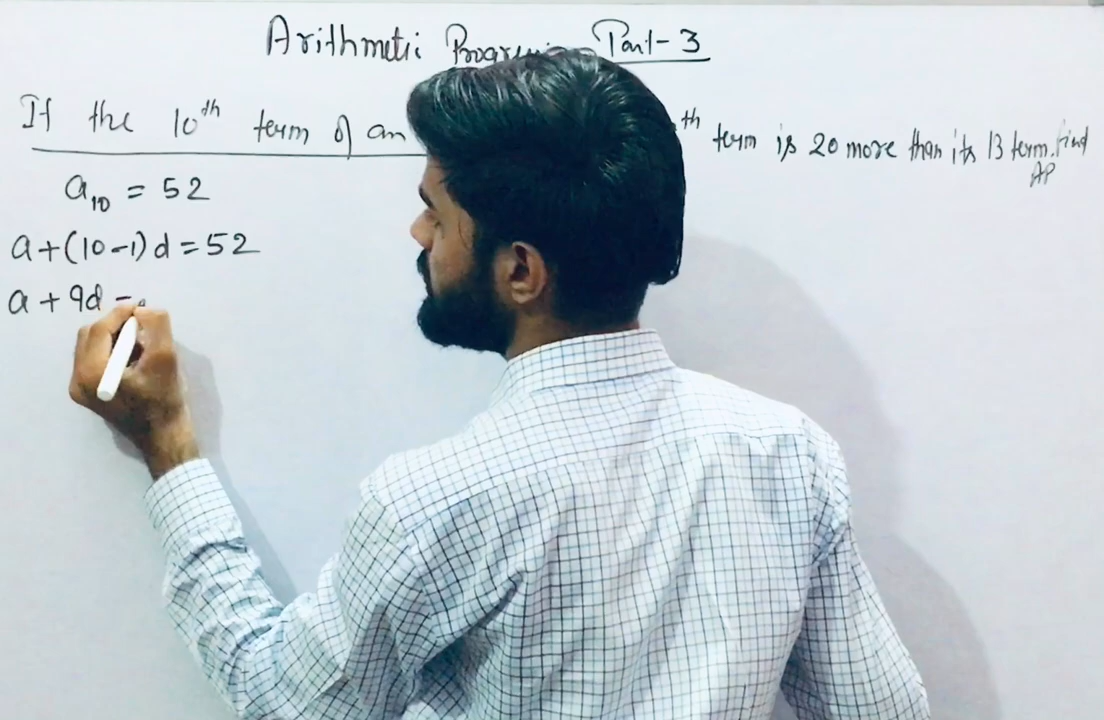 Arithmetic Part-3
If the 10th term of an th term is 20 more than its 13 term. find
AP
a10 = 52
a+(10-1)d=52
a+9d =